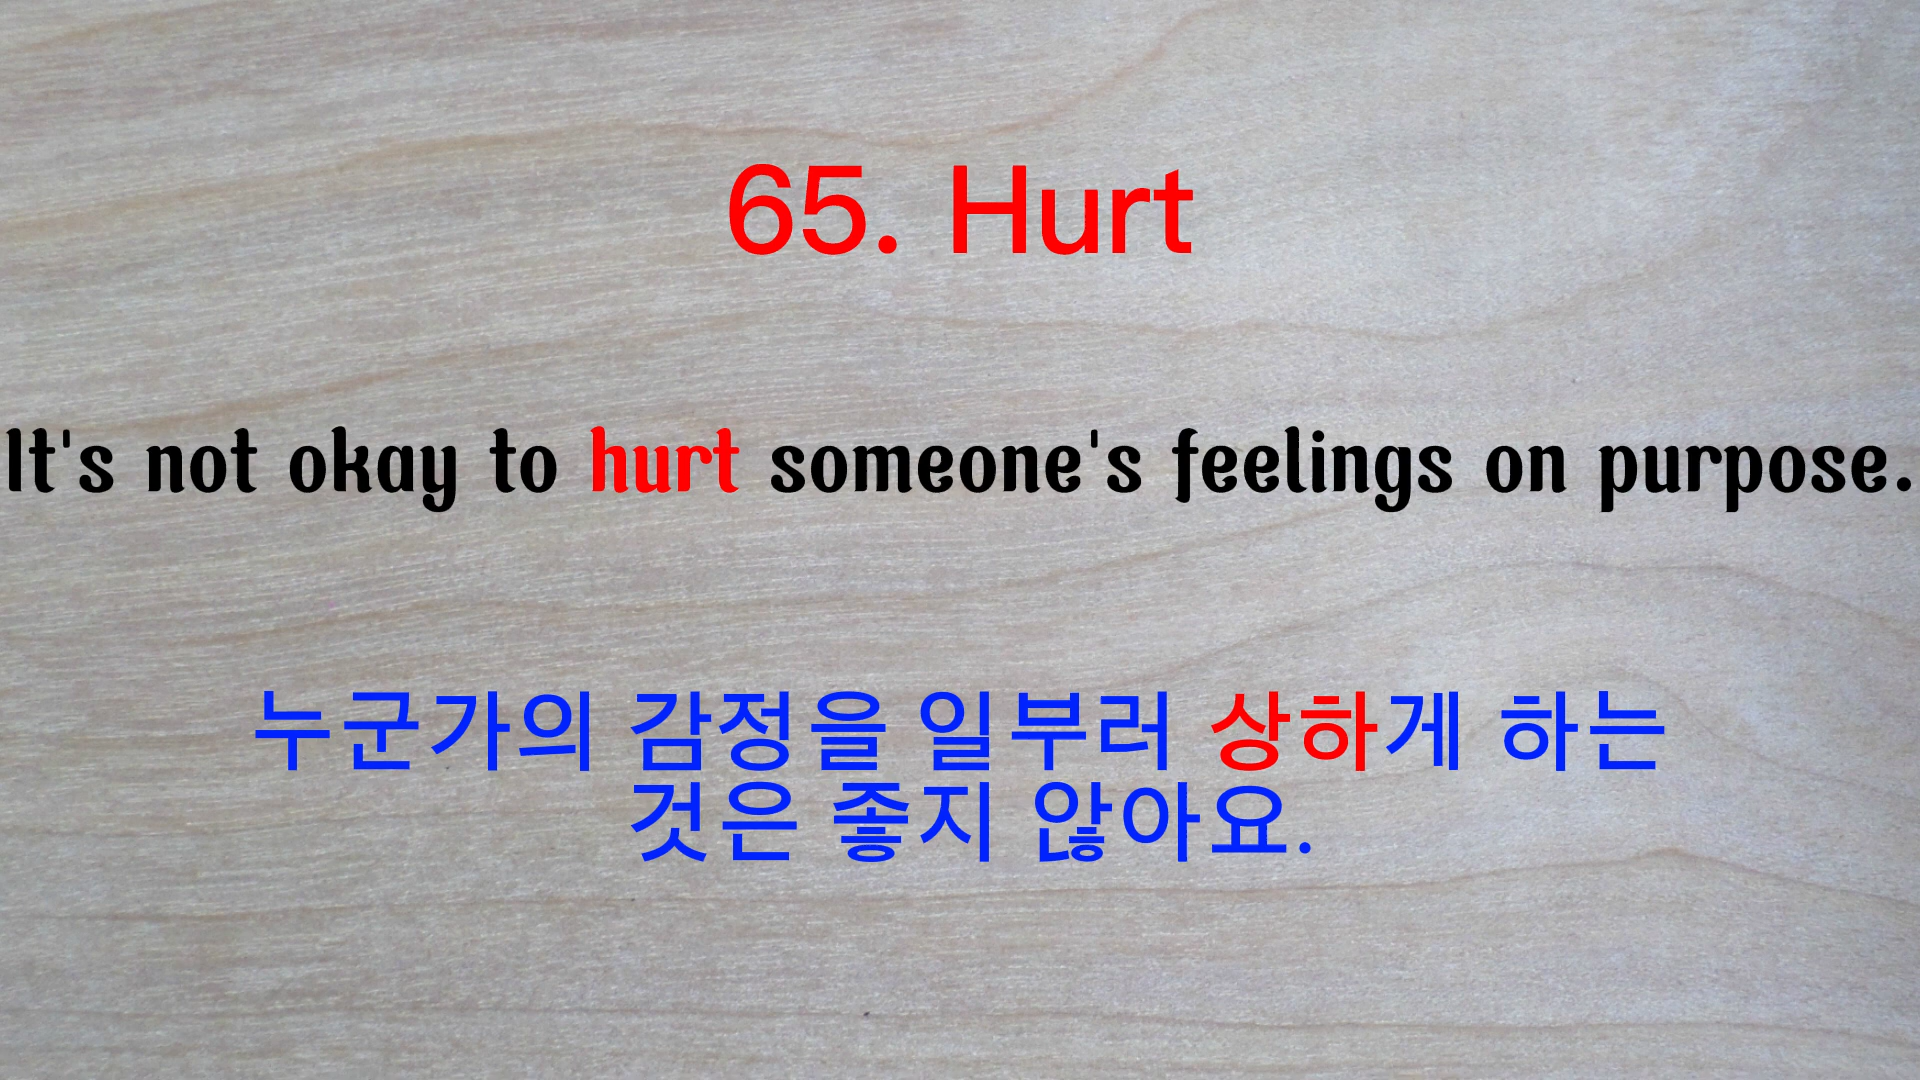 65. Hurt
It's not okay to hurt someone's feelings on purpose.
누군가의 감정을 일부러 상하게 하는
것은 좋지 않아요.